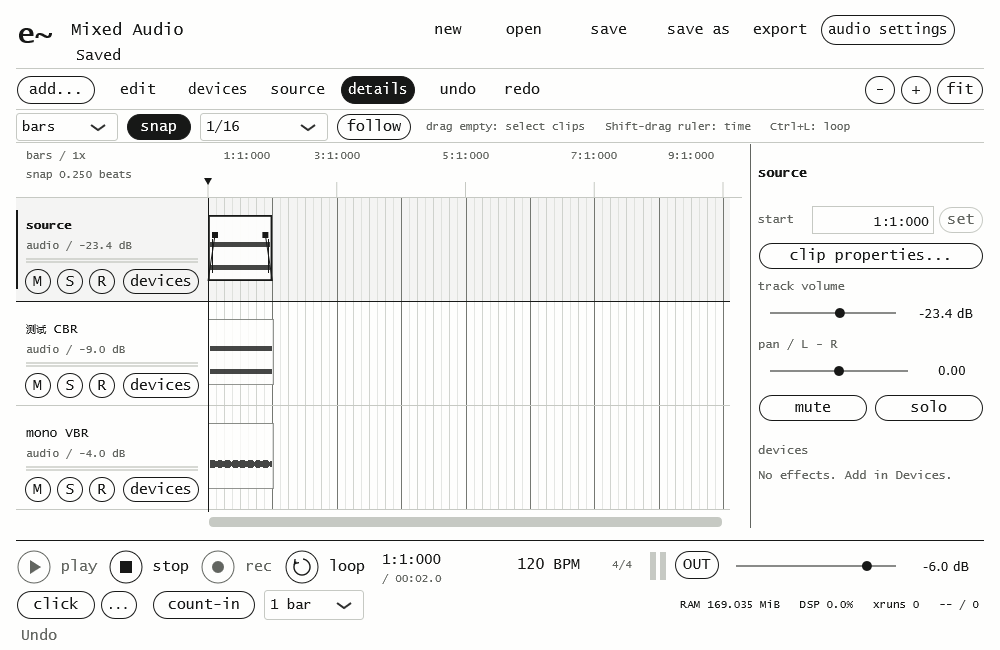 e~ Mixed Audio new open save save as export audio settings
Saved
add... edit devices source details undo redo - + fit
bars snap 1/16 follow drag empty: select clips Shift-drag ruler: time Ctrl+L: loop
bars / 1x 1:1:000 3:1:000 5:1:000 7:1:000 9:1:000
snap 0.250 beats
source
audio / -23.4 dB
M S R devices
测试 CBR
audio / -9.0 dB
M S R devices
mono VBR
audio / -4.0 dB
M S R devices
source
start 1:1:000 set
clip properties...
track volume
-23.4 dB
pan / L - R
0.00
mute solo
devices
No effects. Add in Devices.
play stop rec loop 1:1:000 / 00:02.0 120 BPM 4/4 OUT -6.0 dB
click ... count-in 1 bar RAM 169.035 MiB DSP 0.0% xruns 0 -- / 0
Undo